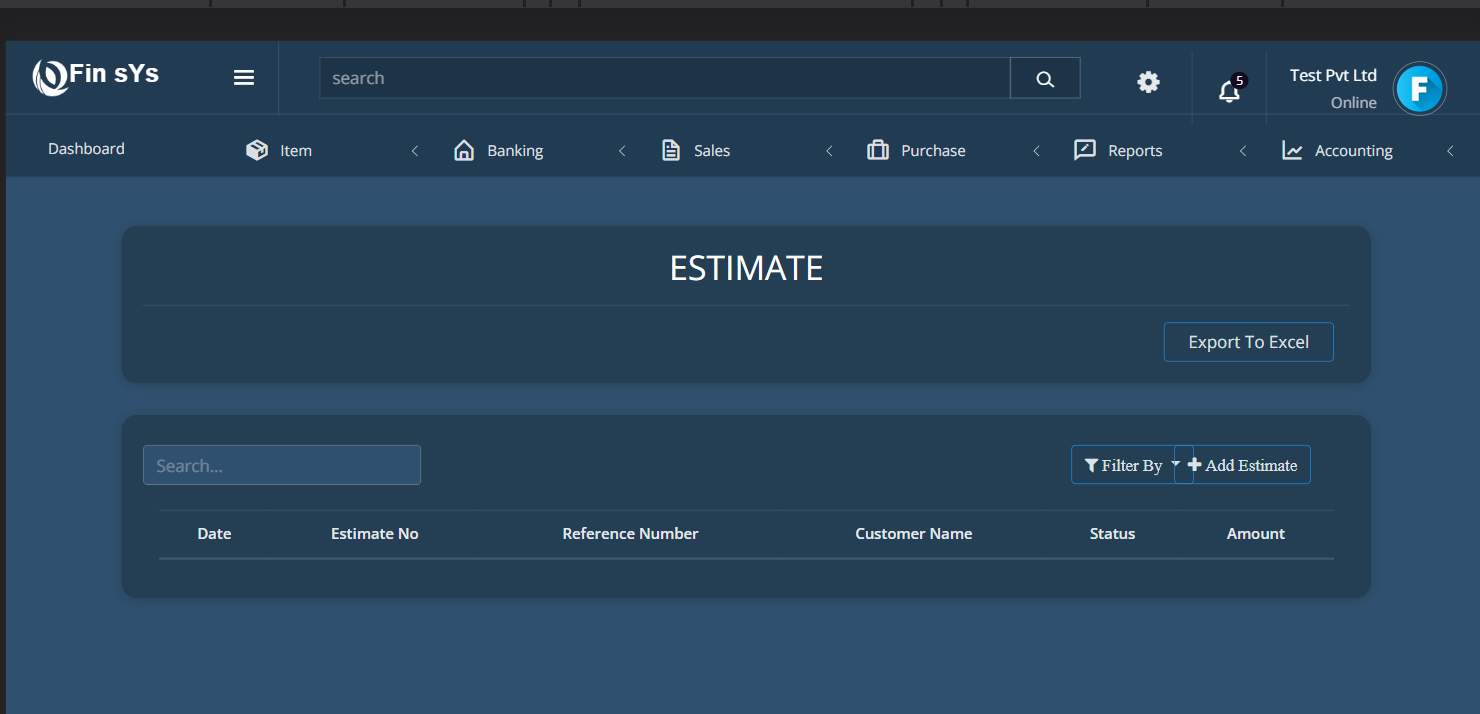 Fin sYs
search
5
Test Pvt Ltd
Online
F
Dashboard Item Banking Sales Purchase Reports Accounting
ESTIMATE
Export To Excel
Search...
Filter By Add Estimate
Date Estimate No Reference Number Customer Name Status Amount